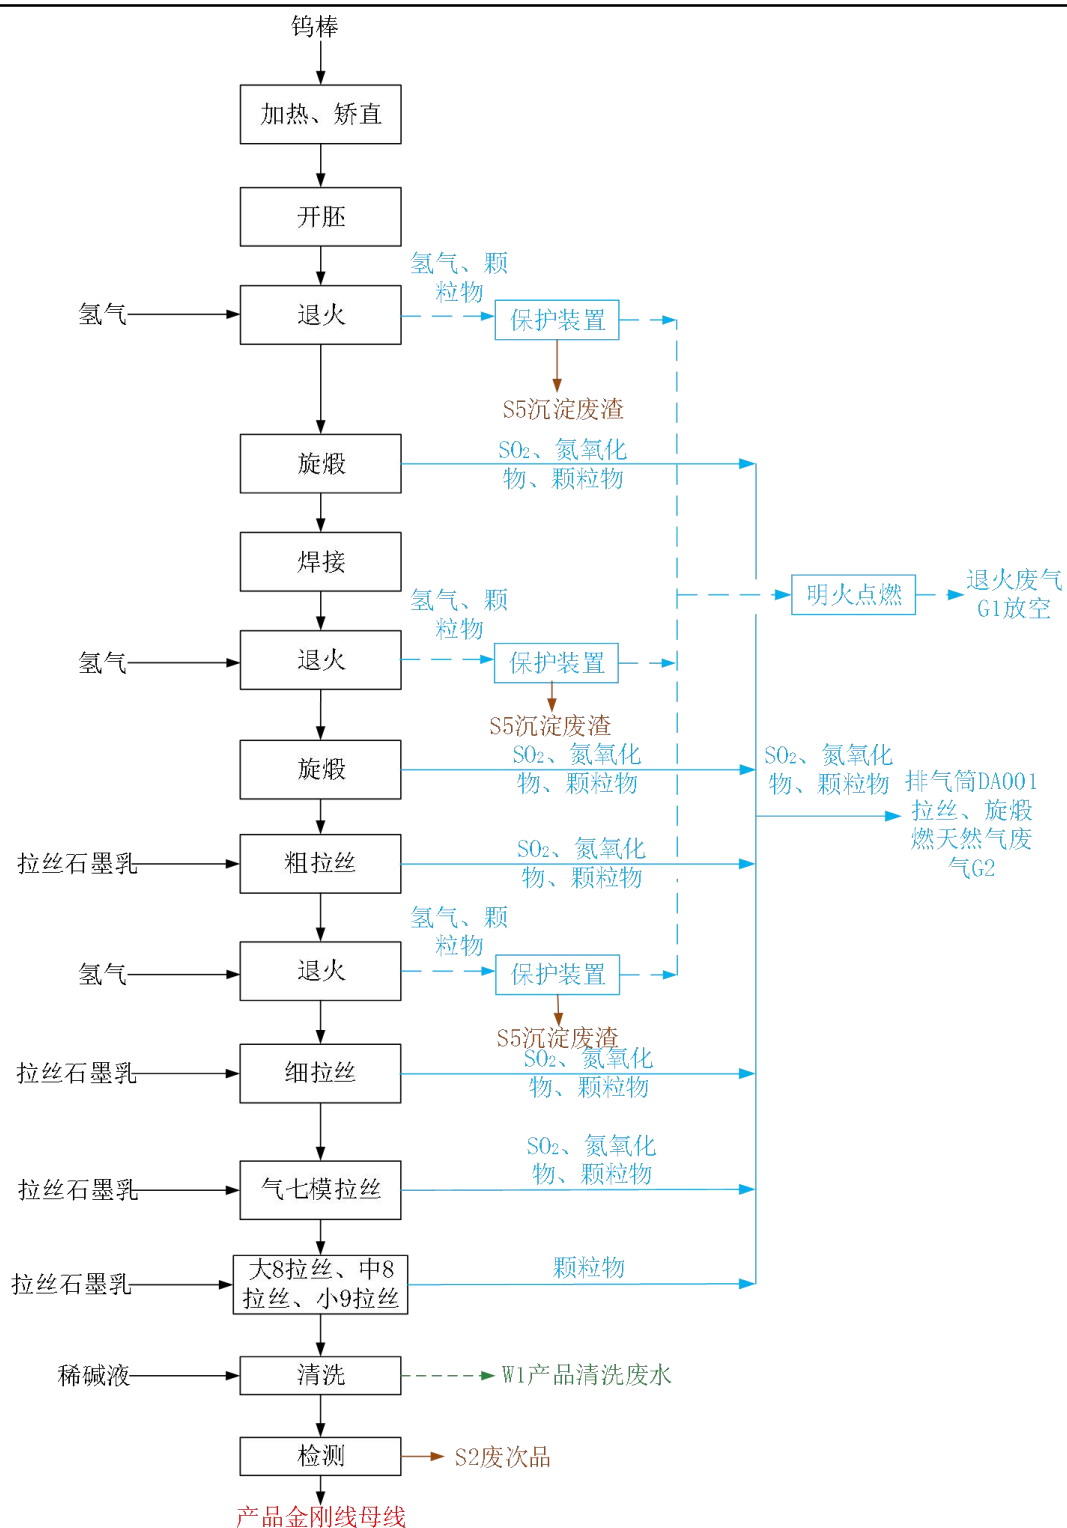 钨棒
加热、矫直
开胚
氢气、颗
粒物
氢气
退火
保护装置
S5沉淀废渣
旋煅
SO₂、氮氧化
物、颗粒物
焊接
明火点燃
退火废气
G1放空
氢气、颗
粒物
氢气
退火
保护装置
S5沉淀废渣
旋煅
SO₂、氮氧化
物、颗粒物
SO₂、氮氧化
物、颗粒物
排气筒DA001
拉丝、旋煅
燃天然气废
气G2
拉丝石墨乳
粗拉丝
SO₂、氮氧化
物、颗粒物
氢气、颗
粒物
氢气
退火
保护装置
S5沉淀废渣
拉丝石墨乳
细拉丝
SO₂、氮氧化
物、颗粒物
拉丝石墨乳
气七模拉丝
SO₂、氮氧化
物、颗粒物
拉丝石墨乳
大8拉丝、中8
拉丝、小9拉丝
颗粒物
稀碱液
清洗
W1产品清洗废水
检测
S2废次品
产品金刚线母线